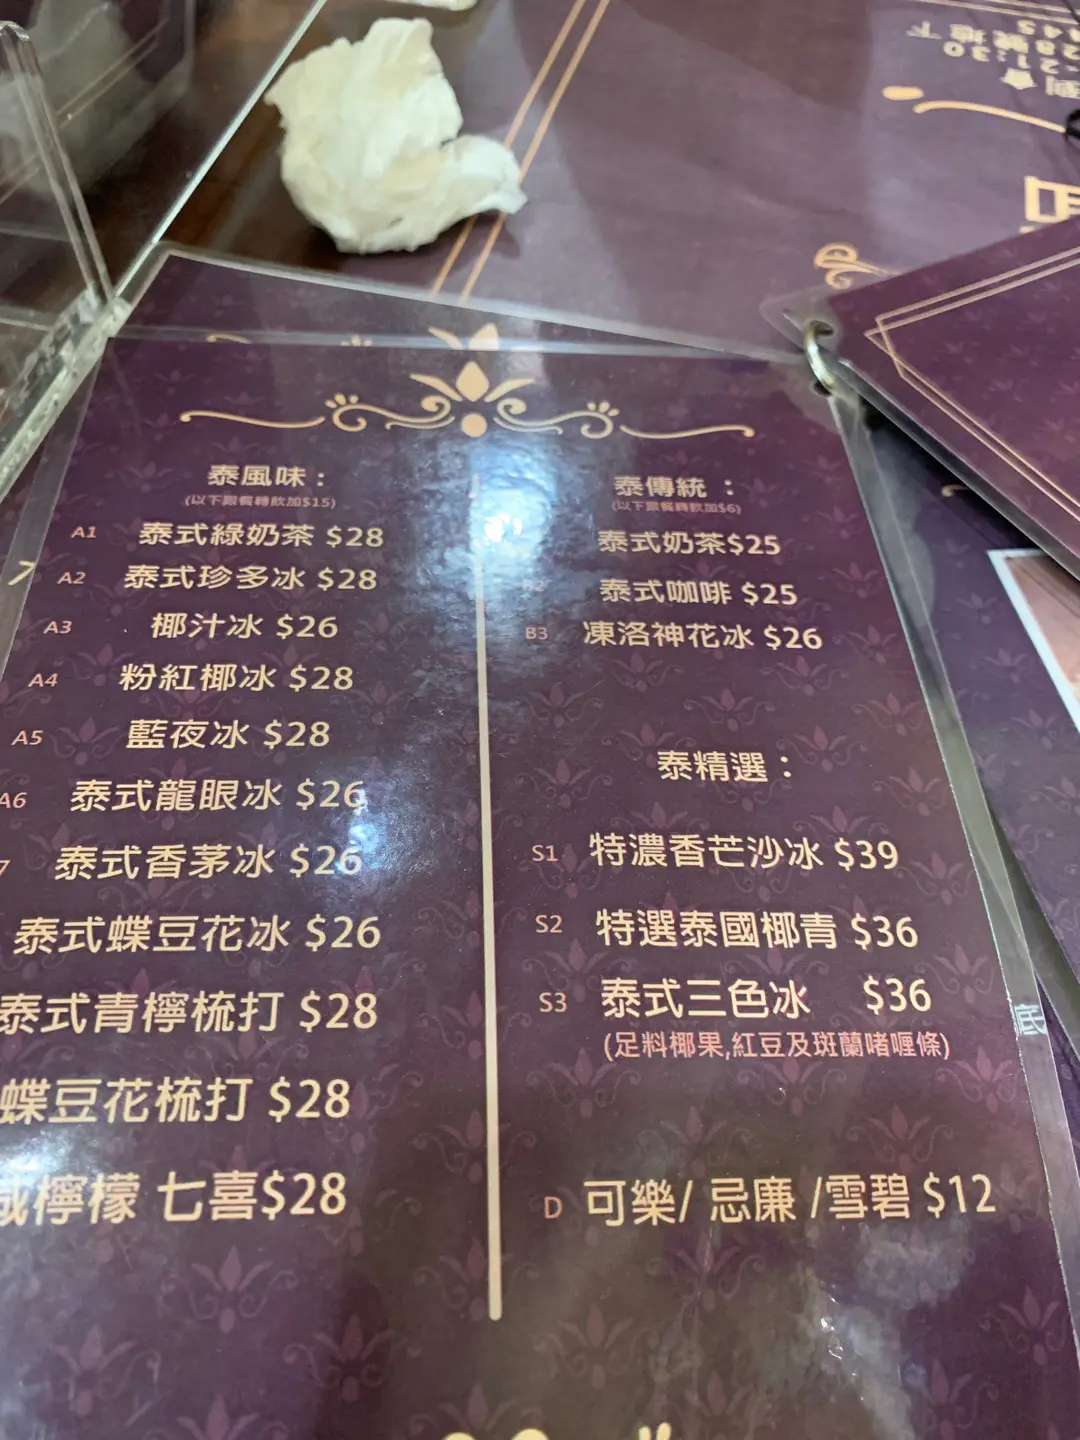 泰風味：
(以下跟餐轉飲加$15)
A1 泰式綠奶茶 $28
A2 泰式珍多冰 $28
A3 椰汁冰 $26
A4 粉紅椰冰 $28
A5 藍夜冰 $28
A6 泰式龍眼冰 $26
7 泰式香茅冰 $26
泰式蝶豆花冰 $26
泰式青檸梳打 $28
蝶豆花梳打 $28
檸檬 七喜$28
泰傳統：
(以下跟餐轉飲加$6)
泰式奶茶$25
泰式咖啡 $25
B3 凍洛神花冰 $26
泰精選：
S1 特濃香芒沙冰 $39
S2 特選泰國椰青 $36
S3 泰式三色冰 $36
(足料椰果,紅豆及斑蘭啫喱條)
D 可樂/ 忌廉 /雪碧 $12
底